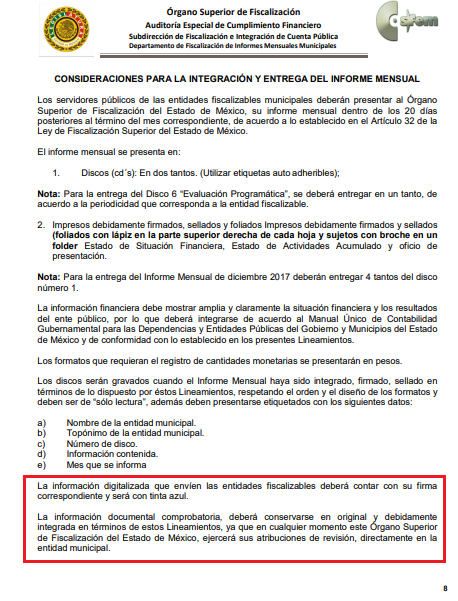 Órgano Superior de Fiscalización
Auditoría Especial de Cumplimiento Financiero
Subdirección de Fiscalización e Integración de Cuenta Pública
Departamento de Fiscalización de Informes Mensuales Municipales
osfem
CONSIDERACIONES PARA LA INTEGRACIÓN Y ENTREGA DEL INFORME MENSUAL
Los servidores públicos de las entidades fiscalizables municipales deberán presentar al Órgano
Superior de Fiscalización del Estado de México, su informe mensual dentro de los 20 días
posteriores al término del mes correspondiente, de acuerdo a lo establecido en el Artículo 32 de la
Ley de Fiscalización Superior del Estado de México.
El informe mensual se presenta en:
1. Discos (cd´s): En dos tantos. (Utilizar etiquetas auto adheribles);
Nota: Para la entrega del Disco 6 “Evaluación Programática”, se deberá entregar en un tanto, de
acuerdo a la periodicidad que corresponda a la entidad fiscalizable.
2. Impresos debidamente firmados, sellados y foliados Impresos debidamente firmados y sellados
(foliados con lápiz en la parte superior derecha de cada hoja y sujetos con broche en un
folder Estado de Situación Financiera, Estado de Actividades Acumulado y oficio de
presentación.
Nota: Para la entrega del Informe Mensual de diciembre 2017 deberán entregar 4 tantos del disco
número 1.
La información financiera debe mostrar amplia y claramente la situación financiera y los resultados
del ente público, por lo que deberá integrarse de acuerdo al Manual Único de Contabilidad
Gubernamental para las Dependencias y Entidades Públicas del Gobierno y Municipios del Estado
de México y de conformidad con lo establecido en los presentes Lineamientos.
Los formatos que requieran el registro de cantidades monetarias se presentarán en pesos.
Los discos serán gravados cuando el Informe Mensual haya sido integrado, firmado, sellado en
términos de lo dispuesto por éstos Lineamientos, respetando el orden y el diseño de los formatos y
deben ser de “sólo lectura”, además deben presentarse etiquetados con los siguientes datos:
a) Nombre de la entidad municipal.
b) Topónimo de la entidad municipal.
c) Número de disco.
d) Información contenida.
e) Mes que se informa
La información digitalizada que envíen las entidades fiscalizables deberá contar con su firma
correspondiente y será con tinta azul.
La información documental comprobatoria, deberá conservarse en original y debidamente
integrada en términos de estos Lineamientos, ya que en cualquier momento este Órgano Superior
de Fiscalización del Estado de México, ejercerá sus atribuciones de revisión, directamente en la
entidad municipal.
8